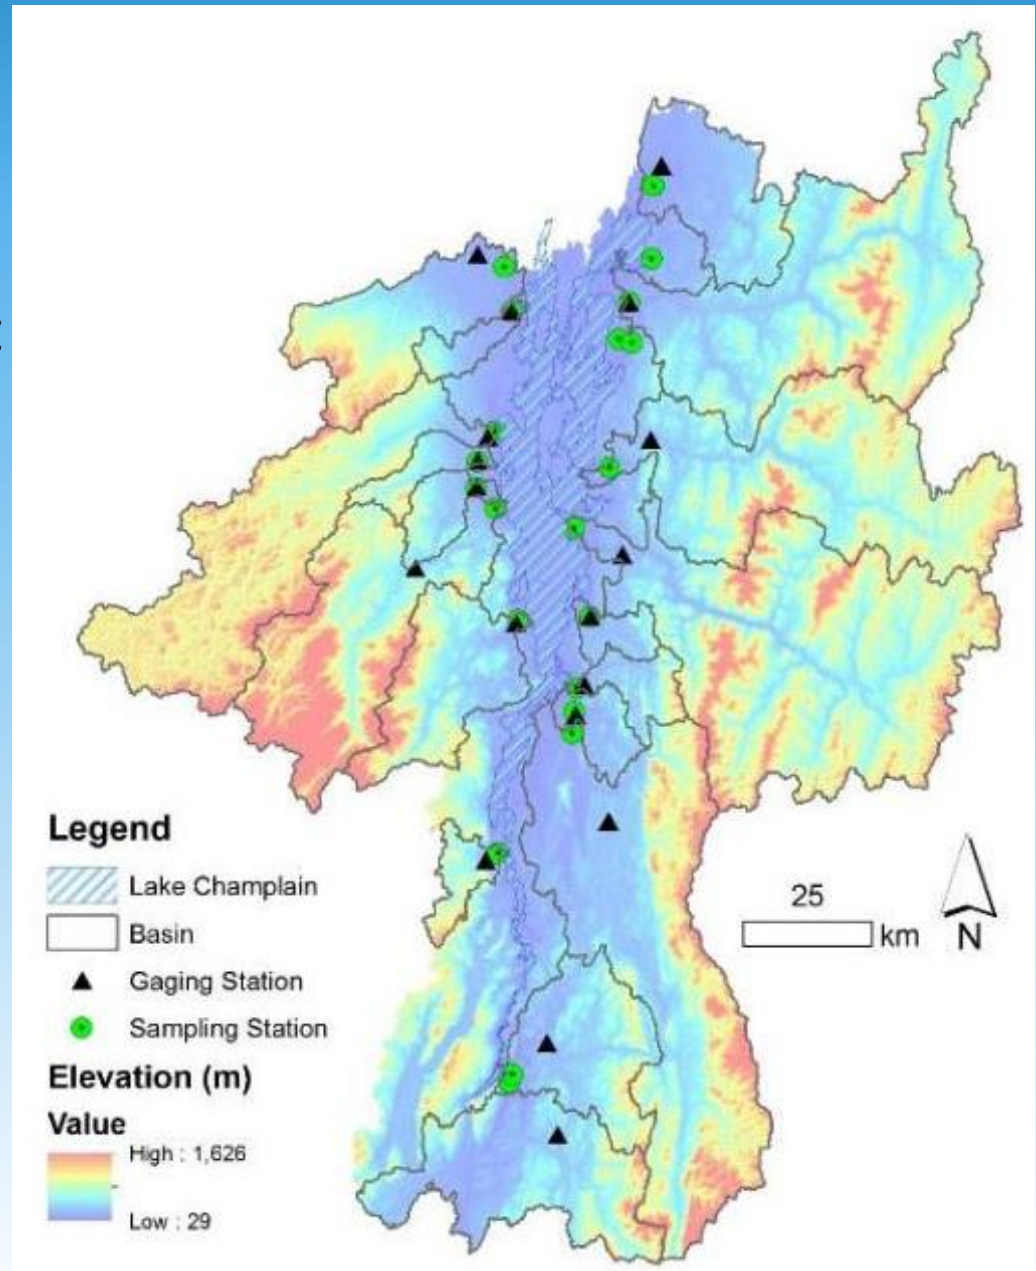 Legend
Lake Champlain
Basin
Gaging Station
Sampling Station
Elevation (m)
Value
High : 1,626
Low : 29
25
km
N